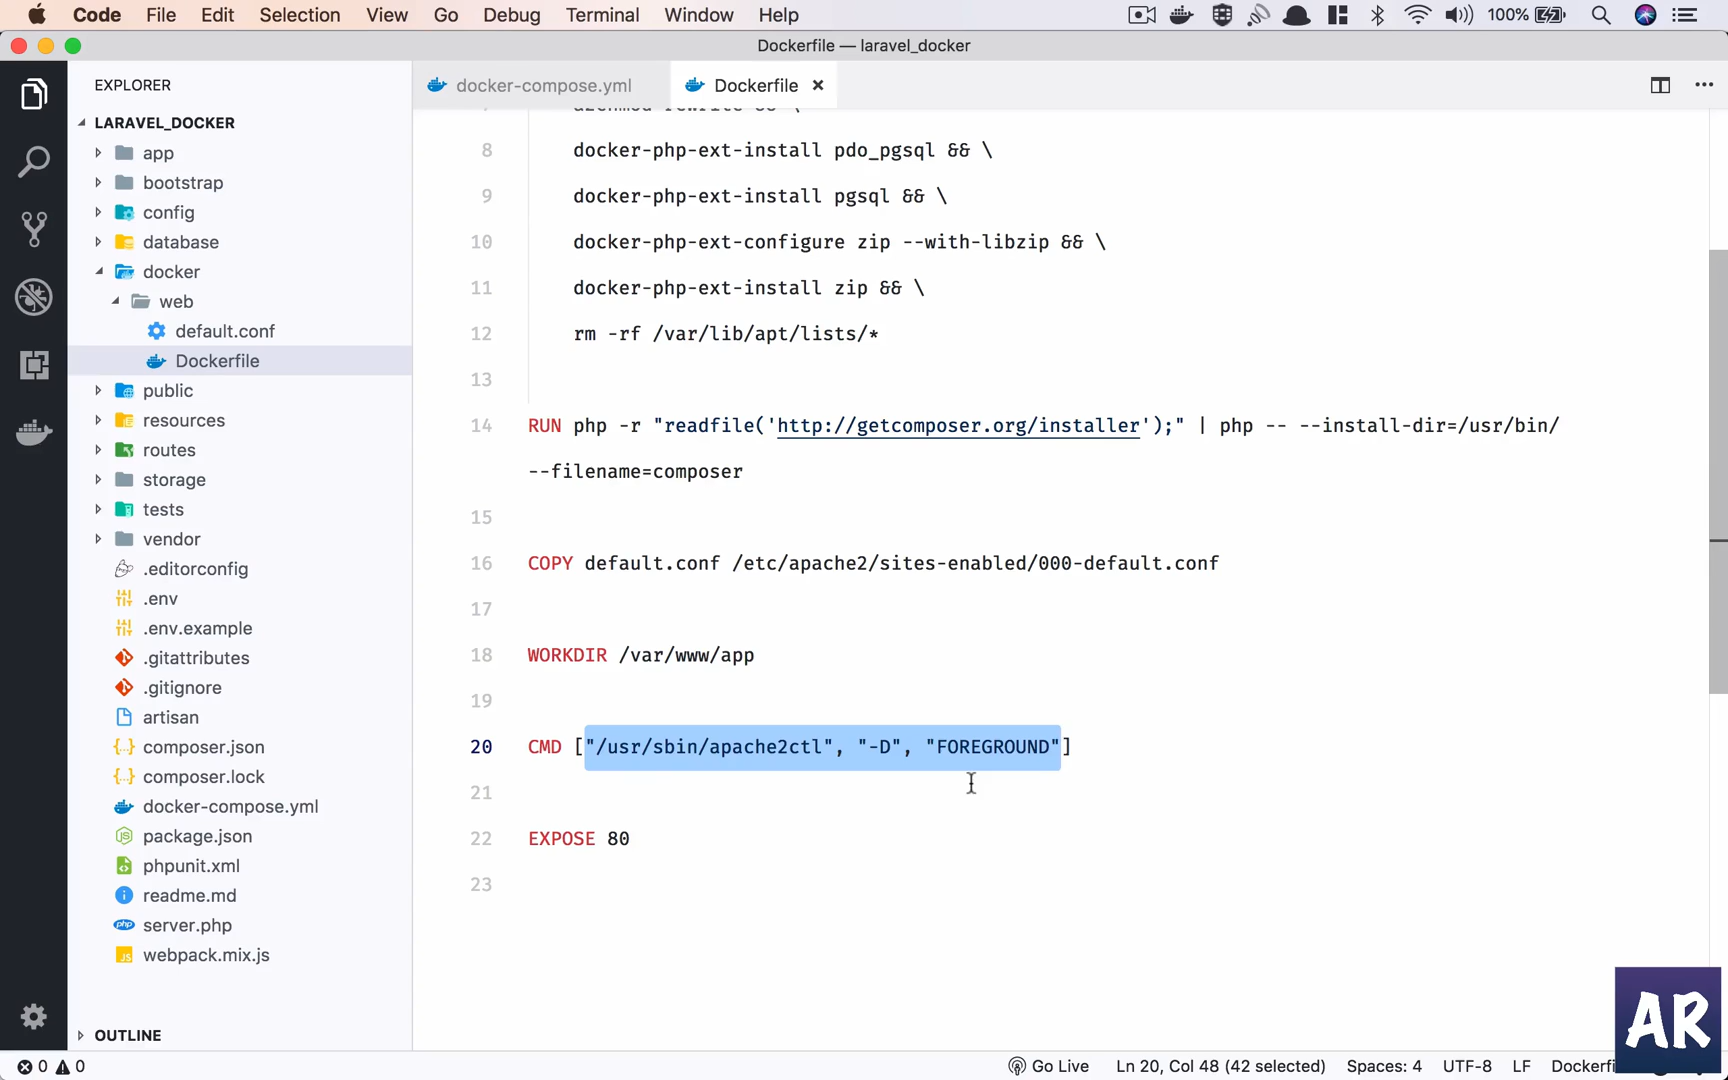 Code File Edit Selection View Go Debug Terminal Window Help 100%
Dockerfile — laravel_docker
EXPLORER
docker-compose.yml
Dockerfile
LARAVEL_DOCKER
app
bootstrap
config
database
docker
web
default.conf
Dockerfile
public
resources
routes
storage
tests
vendor
.editorconfig
.env
.env.example
.gitattributes
.gitignore
artisan
composer.json
composer.lock
docker-compose.yml
package.json
phpunit.xml
readme.md
server.php
webpack.mix.js
OUTLINE
8 docker-php-ext-install pdo_pgsql && \
9 docker-php-ext-install pgsql && \
10 docker-php-ext-configure zip --with-libzip && \
11 docker-php-ext-install zip && \
12 rm -rf /var/lib/apt/lists/*
13
14 RUN php -r "readfile('http://getcomposer.org/installer');" | php -- --install-dir=/usr/bin/
--filename=composer
15
16 COPY default.conf /etc/apache2/sites-enabled/000-default.conf
17
18 WORKDIR /var/www/app
19
20 CMD ["/usr/sbin/apache2ctl", "-D", "FOREGROUND"]
21
22 EXPOSE 80
23
AR
0 0 Go Live Ln 20, Col 48 (42 selected) Spaces: 4 UTF-8 LF